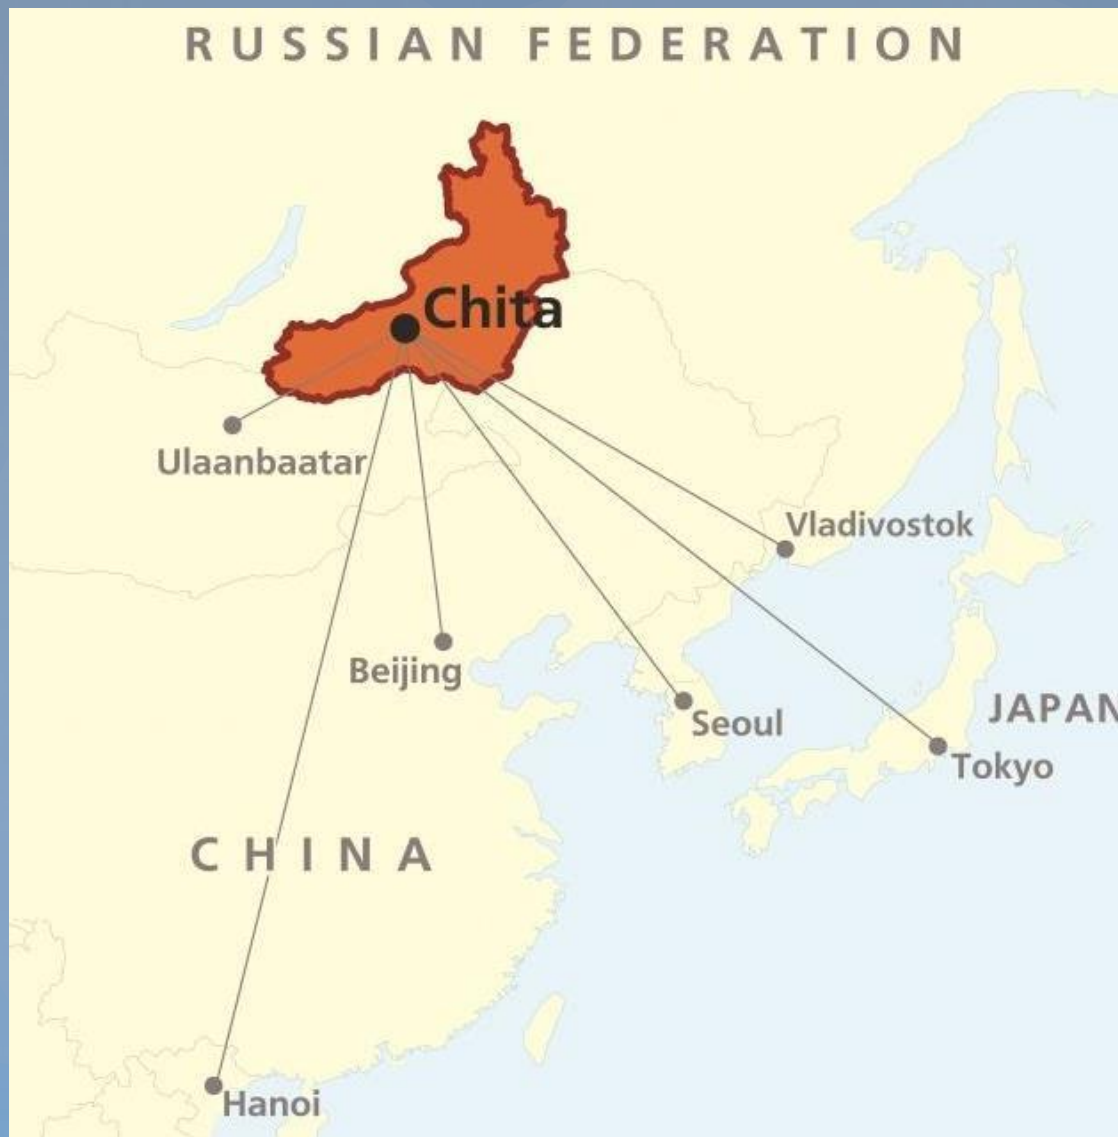 RUSSIAN FEDERATION
Chita
Ulaanbaatar
Vladivostok
Beijing
Seoul
JAPAN
Tokyo
CHINA
Hanoi